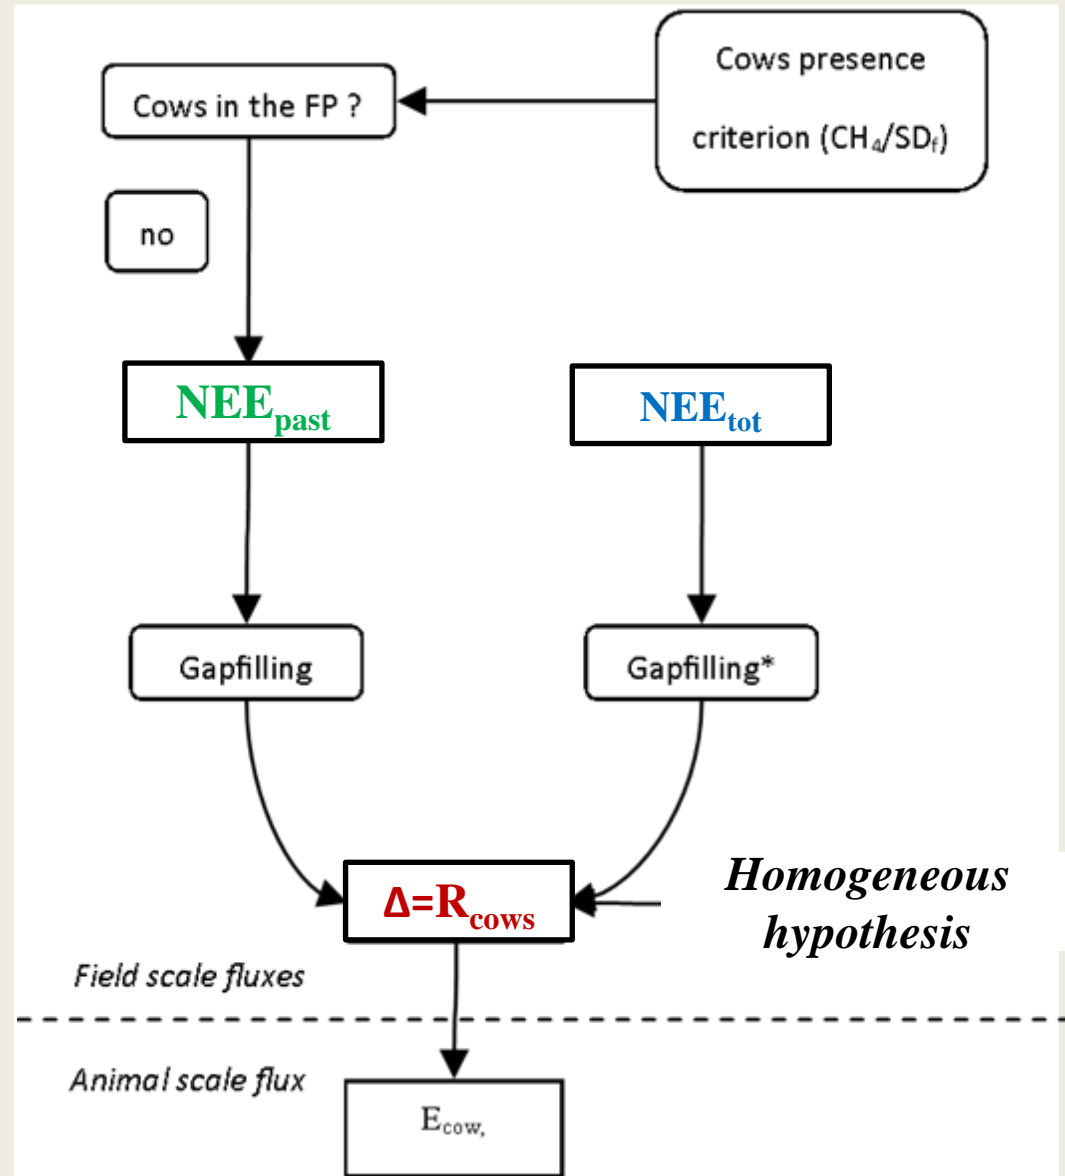 Cows presence
criterion (CH₄/SDf)
Cows in the FP ?
no
NEEpast
NEEtot
Gapfilling
Gapfilling*
Δ=Rcows
Homogeneous
hypothesis
Field scale fluxes
Animal scale flux
Ecow,